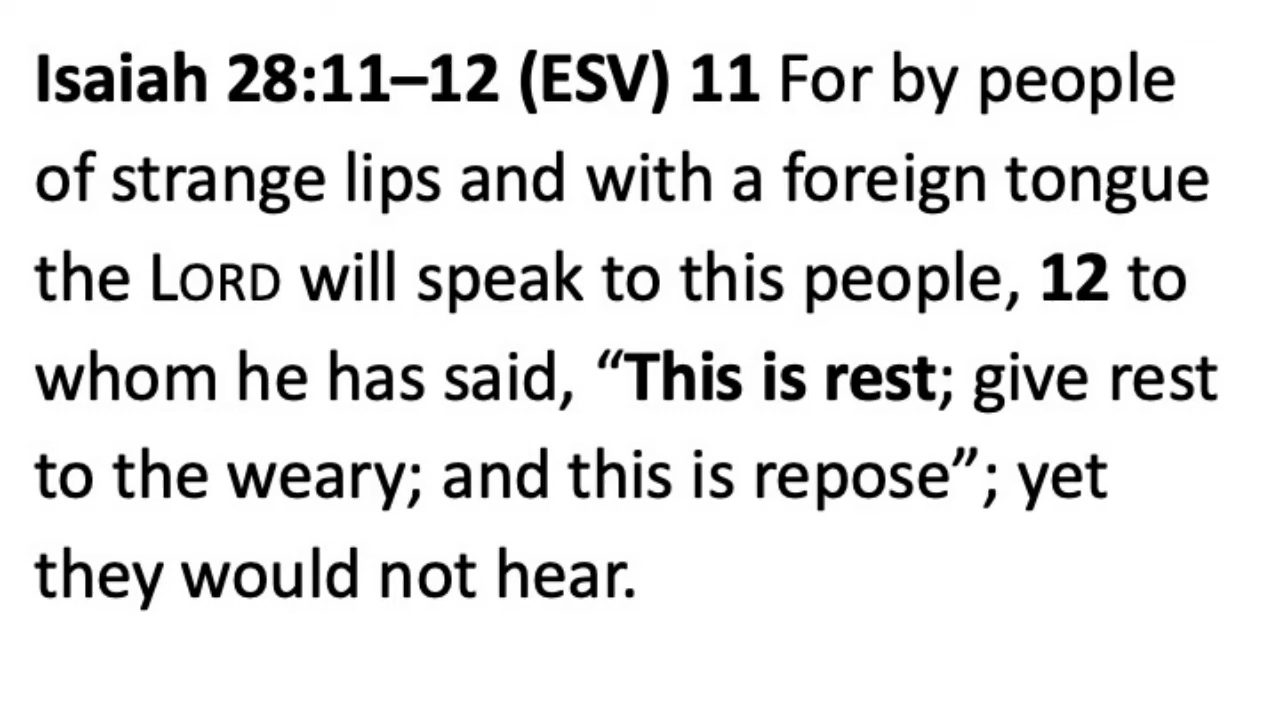 Isaiah 28:11–12 (ESV) 11 For by people
of strange lips and with a foreign tongue
the LORD will speak to this people, 12 to
whom he has said, “This is rest; give rest
to the weary; and this is repose”; yet
they would not hear.